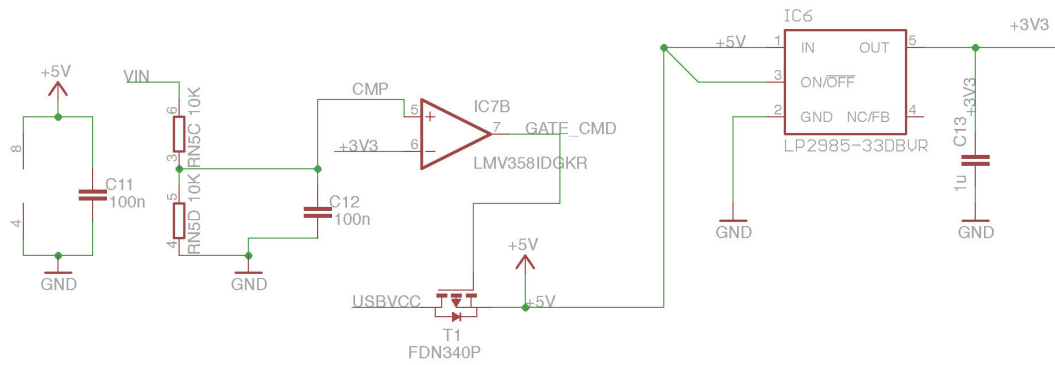 IC6
+3V3
+5V
1
IN
OUT
5
+5V
VIN
3
ON/OFF
CMP
IC7B
6
RN5C 10K
5
+
7
GATE_CMD
2
GND
NC/FB
4
C13
+3V3
8
3
+3V3
6
-
LMV358IDGKR
LP2985-33DBVR
C11
100n
5
RN5D 10K
C12
100n
1u
4
4
GND
GND
GND
GND
+5V
USBVCC
+5V
T1
FDN340P